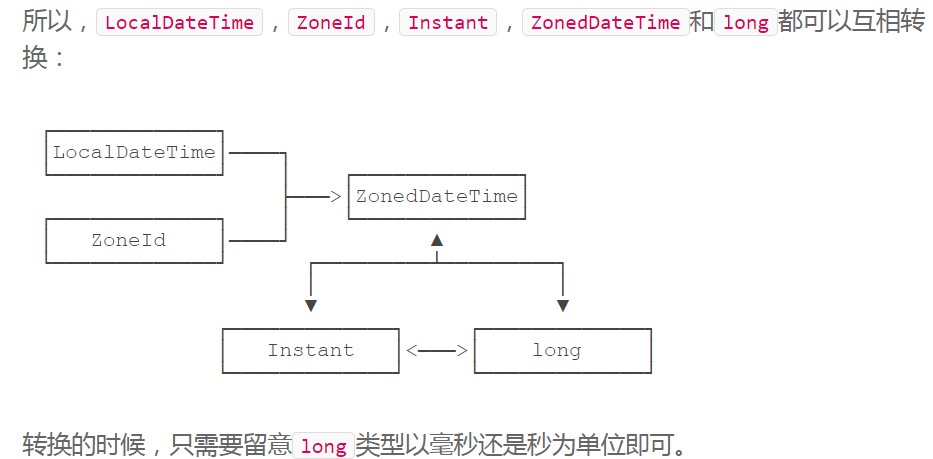 所以，LocalDateTime，ZoneId，Instant，ZonedDateTime和long都可以互相转
换：
LocalDateTime
ZonedDateTime
ZoneId
Instant
long
转换的时候，只需要留意long类型以毫秒还是秒为单位即可。